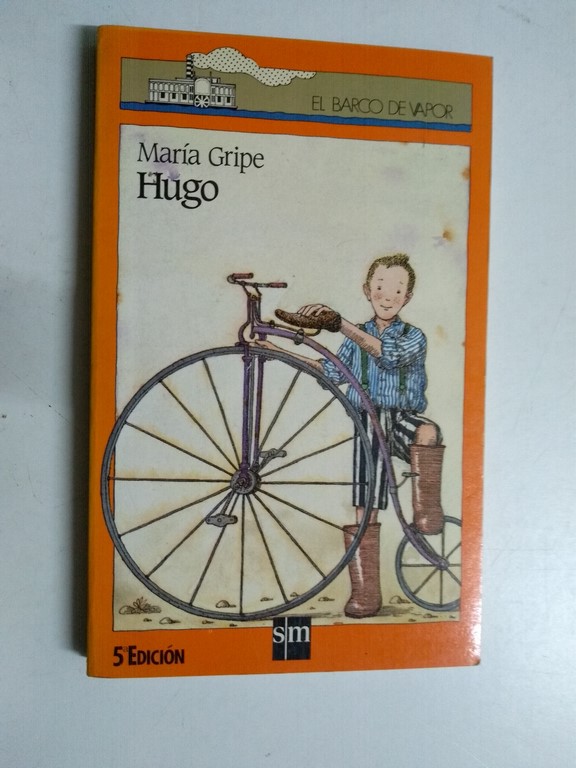 EL BARCO DE VAPOR
María Gripe
Hugo
sm
5ª EDICIÓN